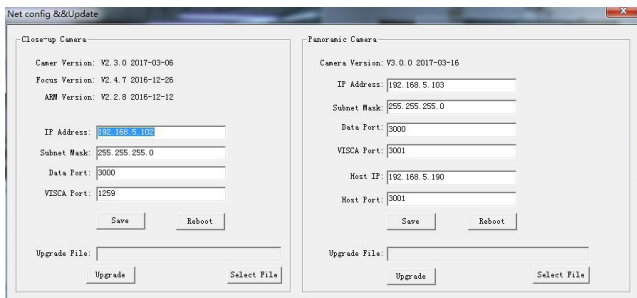 Net config &&Update
Close-up Camera
Camer Version: V2.3.0 2017-03-06
Focus Version: V2.4.7 2016-12-26
ARM Version: V2.2.8 2016-12-12
IP Address: 192.168.5.102
Subnet Mask: 255.255.255.0
Data Port: 3000
VISCA Port: 1259
Save Reboot
Upgrade File:
Upgrade Select File
Panoramic Camera
Camera Version: V3.0.0 2017-03-16
IP Address: 192.168.5.103
Subnet Mask: 255.255.255.0
Data Port: 3000
VISCA Port: 3001
Host IP: 192.168.5.190
Host Port: 3001
Save Reboot
Upgrade File:
Upgrade Select File